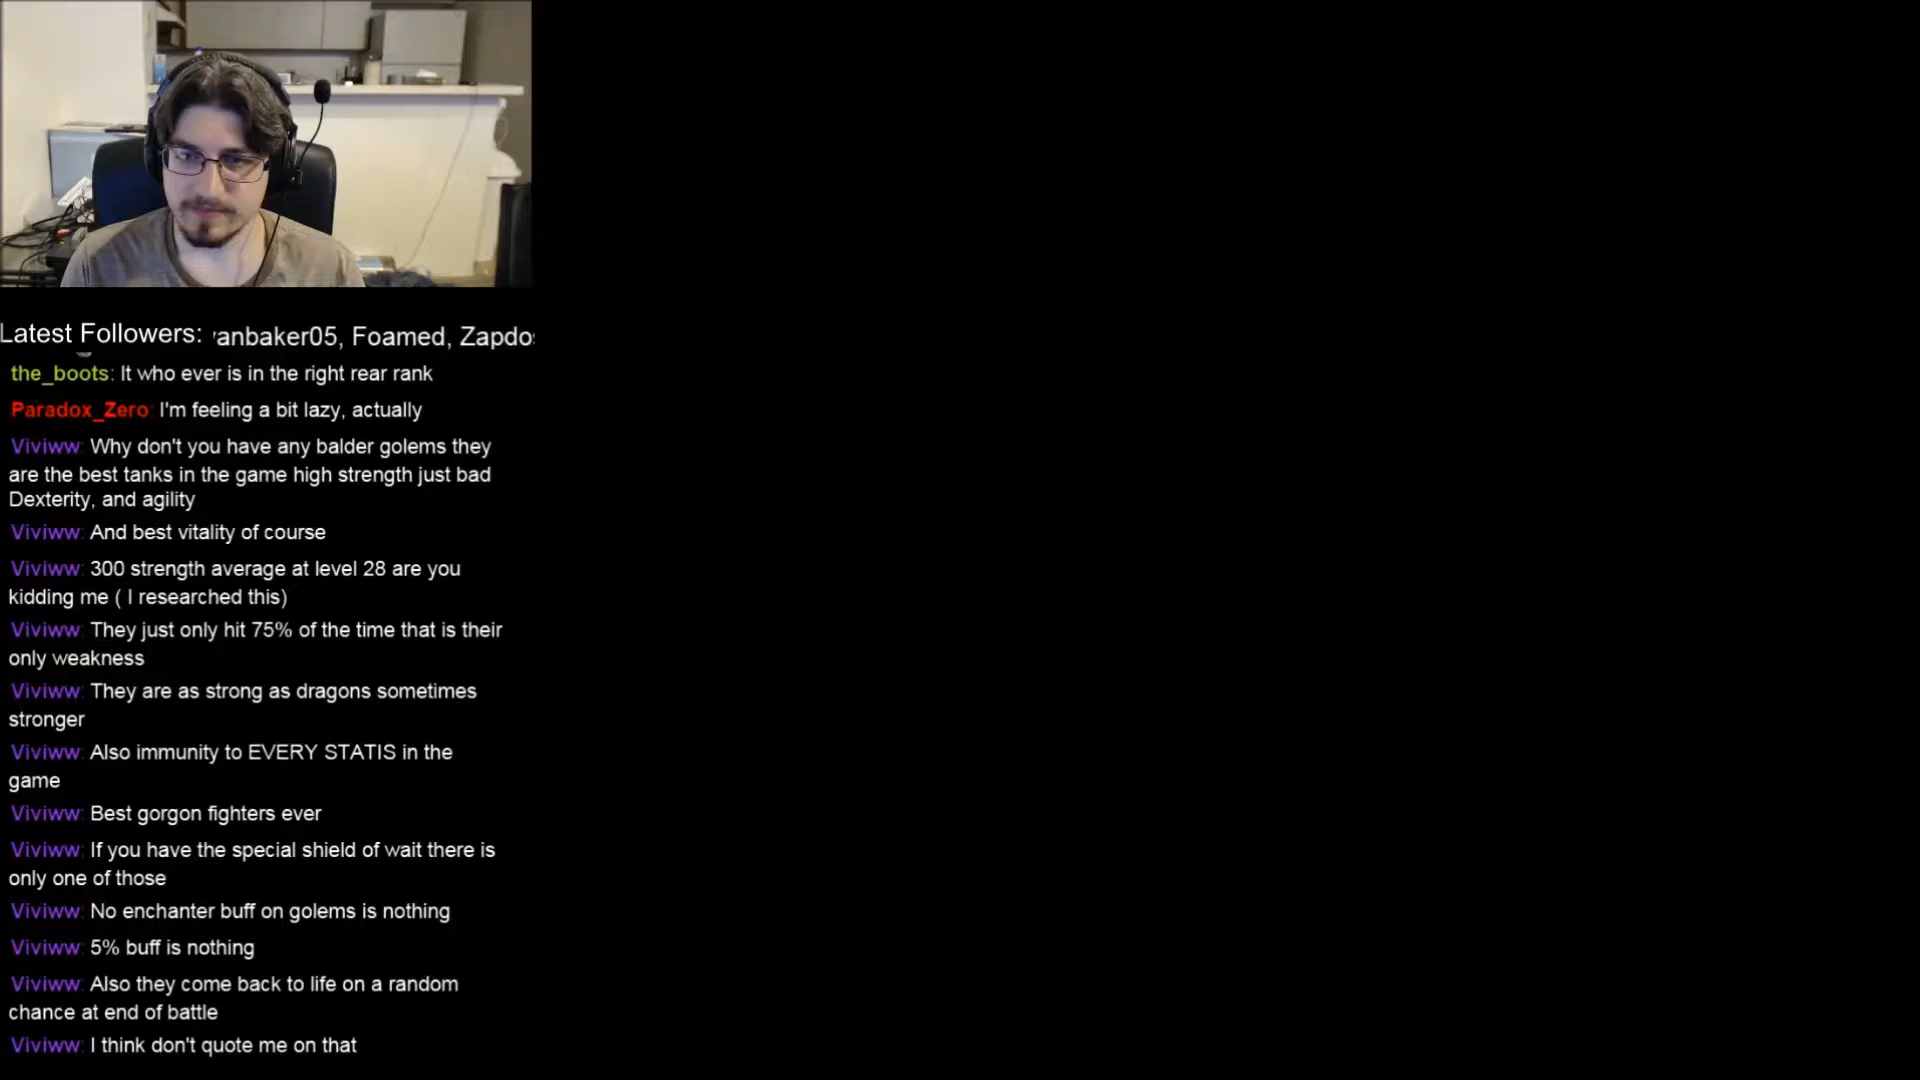 Latest Followers: anbaker05, Foamed, Zapdo
the_boots: It who ever is in the right rear rank
Paradox_Zero: I'm feeling a bit lazy, actually
Viviww: Why don't you have any balder golems they
are the best tanks in the game high strength just bad
Dexterity, and agility
Viviww: And best vitality of course
Viviww: 300 strength average at level 28 are you
kidding me ( I researched this)
Viviww: They just only hit 75% of the time that is their
only weakness
Viviww: They are as strong as dragons sometimes
stronger
Viviww: Also immunity to EVERY STATIS in the
game
Viviww: Best gorgon fighters ever
Viviww: If you have the special shield of wait there is
only one of those
Viviww: No enchanter buff on golems is nothing
Viviww: 5% buff is nothing
Viviww: Also they come back to life on a random
chance at end of battle
Viviww: I think don't quote me on that